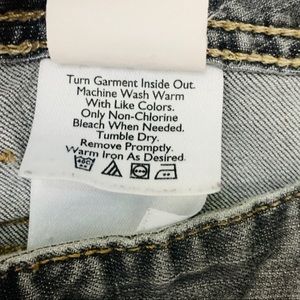 Turn Garment Inside Out.
Machine Wash Warm
With Like Colors.
Only Non-Chlorine
Bleach When Needed.
Tumble Dry.
Remove Promptly.
Warm Iron As Desired.